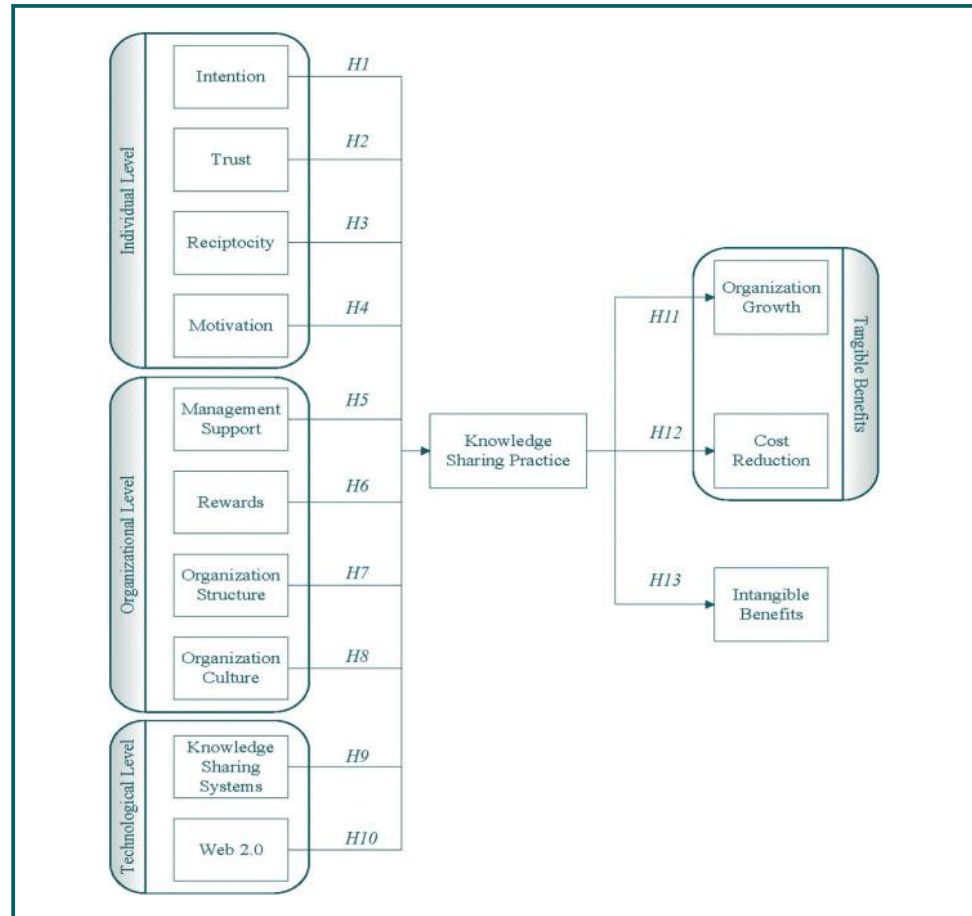 Individual Level
Intention
H1
Trust
H2
Reciptocity
H3
Motivation
H4
Organizational Level
Management
Support
H5
Rewards
H6
Organization
Structure
H7
Organization
Culture
H8
Technological Level
Knowledge
Sharing
Systems
H9
Web 2.0
H10
Knowledge
Sharing Practice
H11
Organization
Growth
H12
Cost
Reduction
Tangible Benefits
H13
Intangible
Benefits